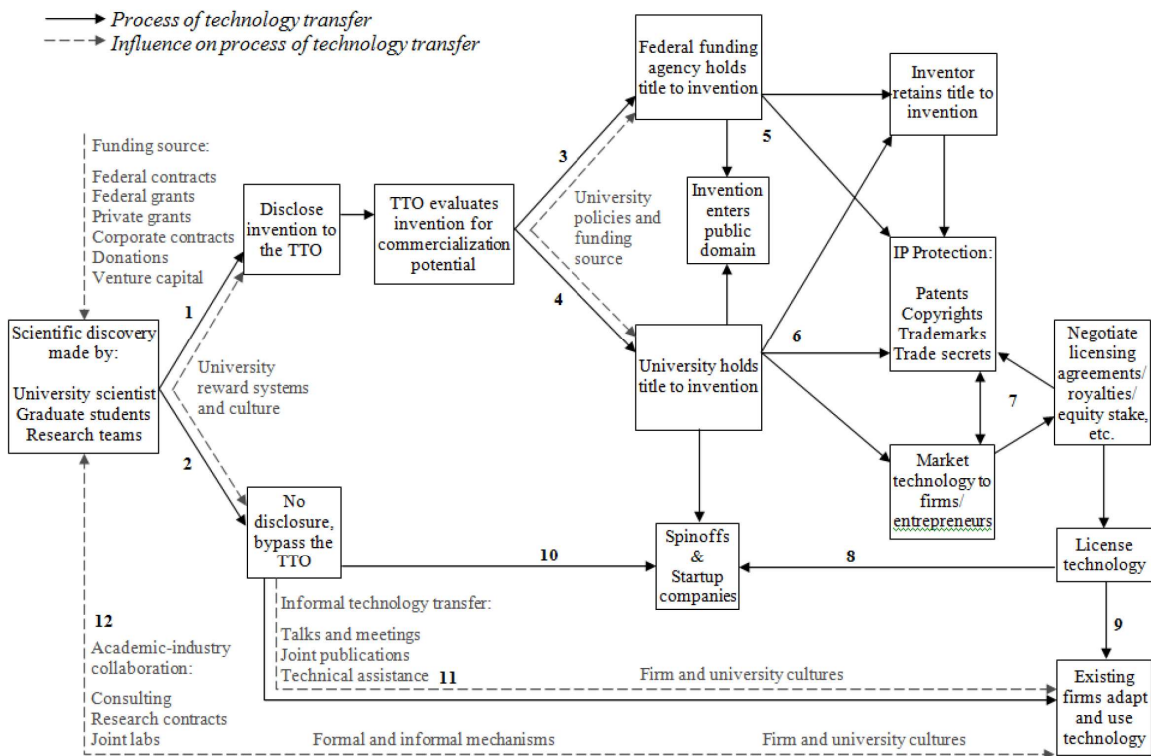 Process of technology transfer
Influence on process of technology transfer
Funding source:
Federal contracts
Federal grants
Private grants
Corporate contracts
Donations
Venture capital
Scientific discovery
made by:
University scientist
Graduate students
Research teams
1
2
University
reward systems
and culture
Disclose
invention to
the TTO
TTO evaluates
invention for
commercialization
potential
No
disclosure,
bypass the
TTO
3
4
University
policies and
funding
source
Federal funding
agency holds
title to invention
5
Invention
enters
public
domain
University holds
title to invention
6
Inventor
retains title to
invention
IP Protection:
Patents
Copyrights
Trademarks
Trade secrets
7
Negotiate
licensing
agreements/
royalties/
equity stake,
etc.
Market
technology to
firms/
entrepreneurs
10
Spinoffs
&
Startup
companies
8
License
technology
9
Informal technology transfer:
Talks and meetings
Joint publications
Technical assistance
11
Firm and university cultures
12
Academic-industry
collaboration:
Consulting
Research contracts
Joint labs
Formal and informal mechanisms
Firm and university cultures
Existing
firms adapt
and use
technology